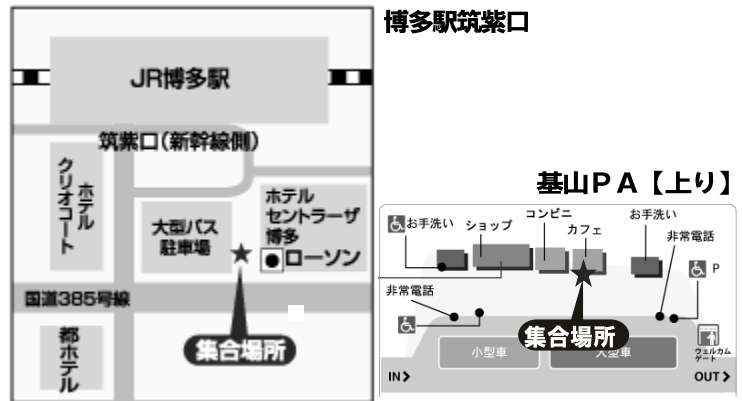 博多駅筑紫口
JR博多駅
筑紫口(新幹線側)
ホテル
クリオコート
大型バス
駐車場
ホテル
セントラーザ
博多
ローソン
国道385号線
都ホテル
集合場所
基山PA【上り】
お手洗い
ショップ
コンビニ
カフェ
お手洗い
非常電話
P
非常電話
集合場所
小型車
大型車
ウェルカム
ゲート
IN
OUT